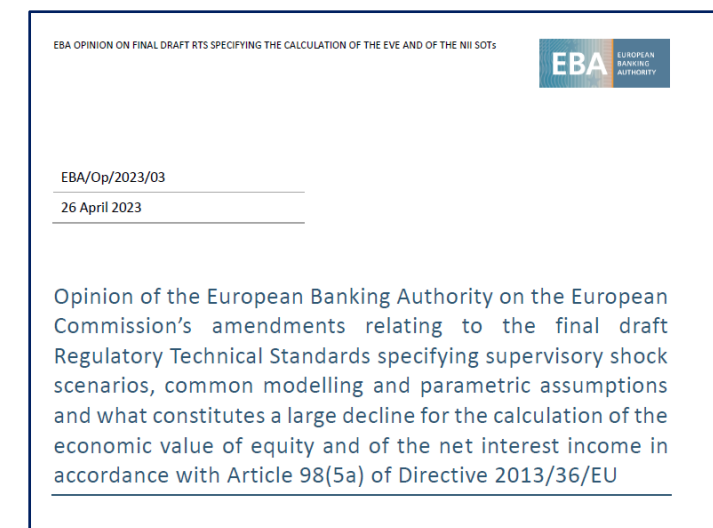 EBA OPINION ON FINAL DRAFT RTS SPECIFYING THE CALCULATION OF THE EVE AND OF THE NII SOTs
EBA EUROPEAN
BANKING
AUTHORITY
EBA/Op/2023/03
26 April 2023
Opinion of the European Banking Authority on the European
Commission’s amendments relating to the final draft
Regulatory Technical Standards specifying supervisory shock
scenarios, common modelling and parametric assumptions
and what constitutes a large decline for the calculation of the
economic value of equity and of the net interest income in
accordance with Article 98(5a) of Directive 2013/36/EU